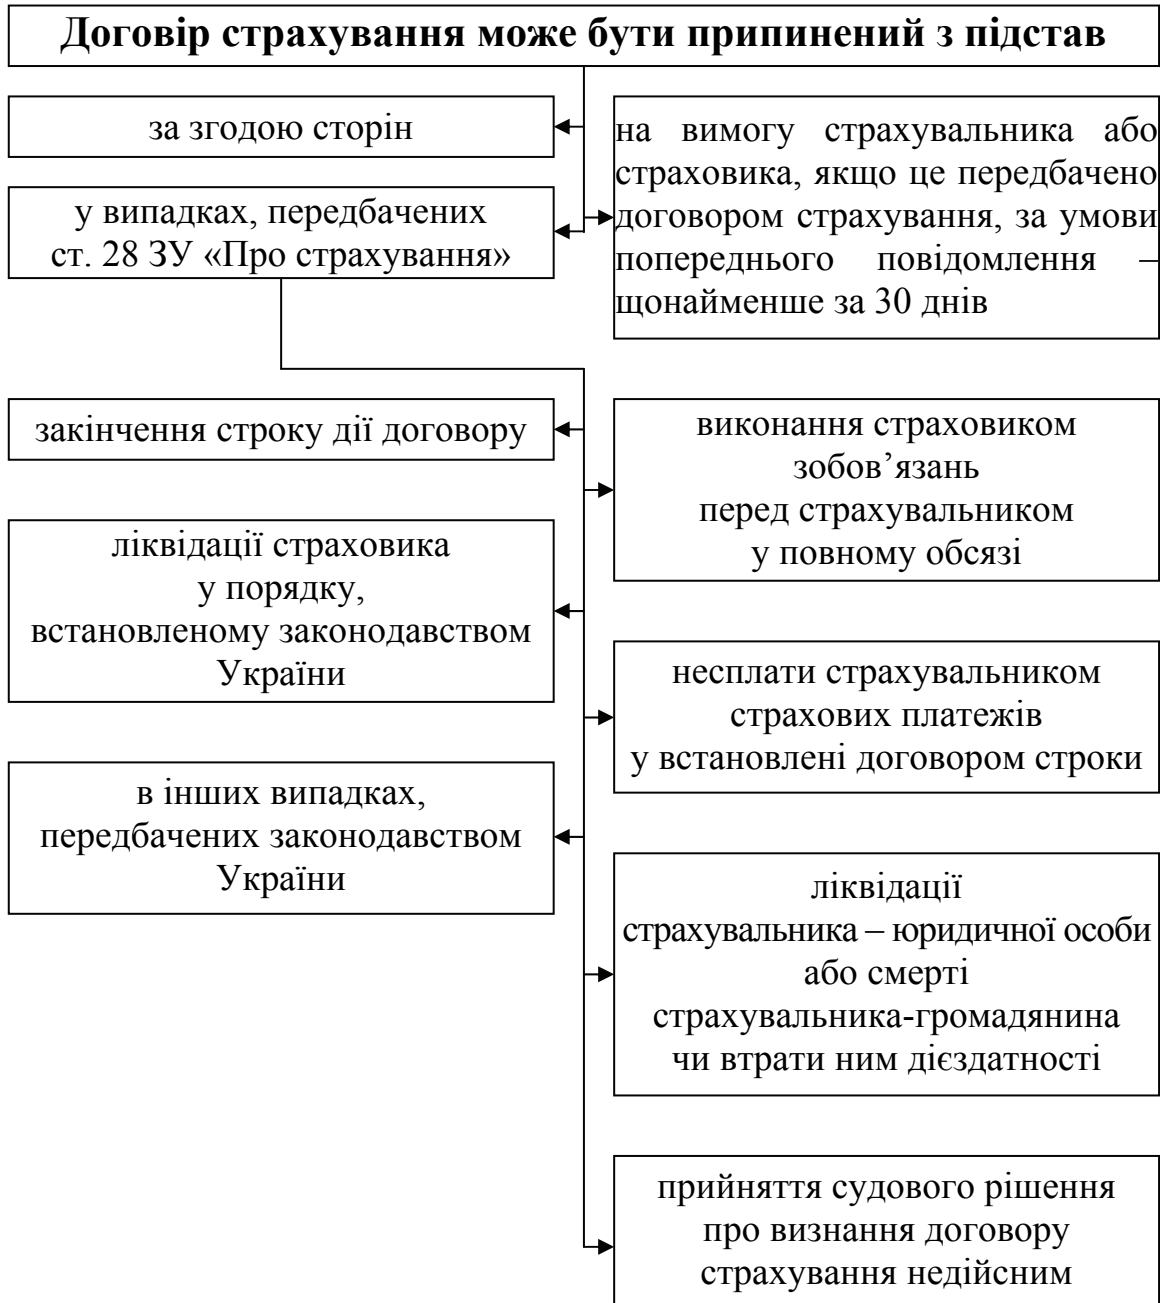 Договір страхування може бути припинений з підстав
за згодою сторін
у випадках, передбачених
ст. 28 ЗУ «Про страхування»
на вимогу страхувальника або
страховика, якщо це передбачено
договором страхування, за умови
попереднього повідомлення –
щонайменше за 30 днів
закінчення строку дії договору
виконання страховиком
зобов’язань
перед страхувальником
у повному обсязі
ліквідації страховика
у порядку,
встановленому законодавством
України
несплати страхувальником
страхових платежів
у встановлені договором строки
в інших випадках,
передбачених законодавством
України
ліквідації
страхувальника – юридичної особи
або смерті
страхувальника-громадянина
чи втрати ним дієздатності
прийняття судового рішення
про визнання договору
страхування недійсним